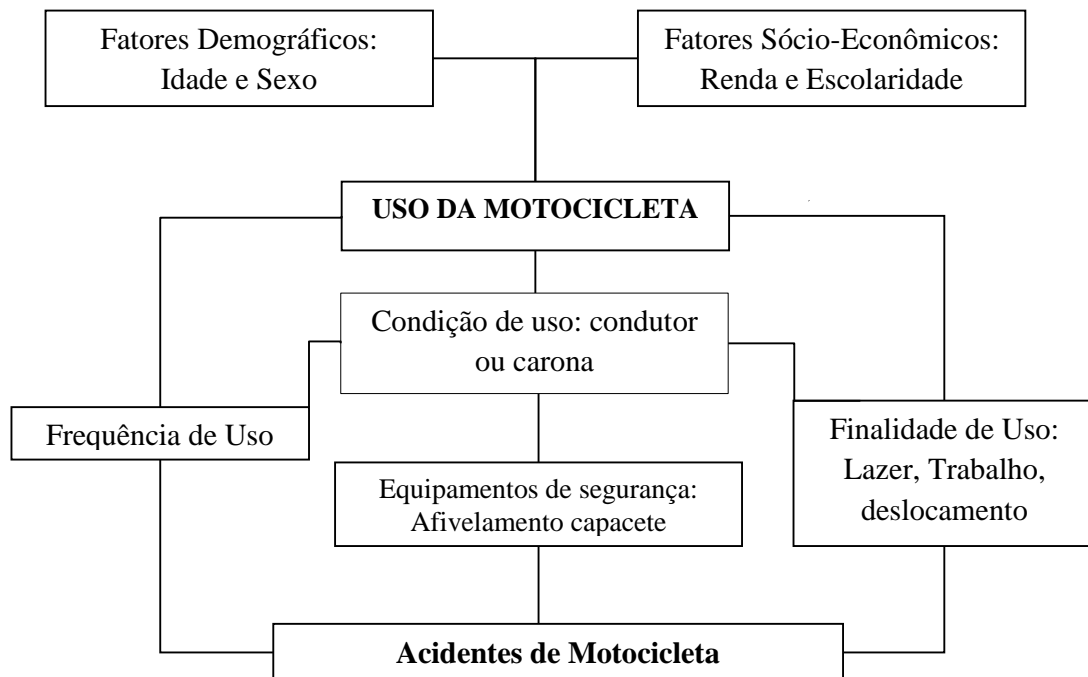 Fatores Demográficos:
Idade e Sexo
Fatores Sócio-Econômicos:
Renda e Escolaridade
USO DA MOTOCICLETA
Condição de uso: condutor
ou carona
Frequência de Uso
Finalidade de Uso:
Lazer, Trabalho,
deslocamento
Equipamentos de segurança:
Afivelamento capacete
Acidentes de Motocicleta